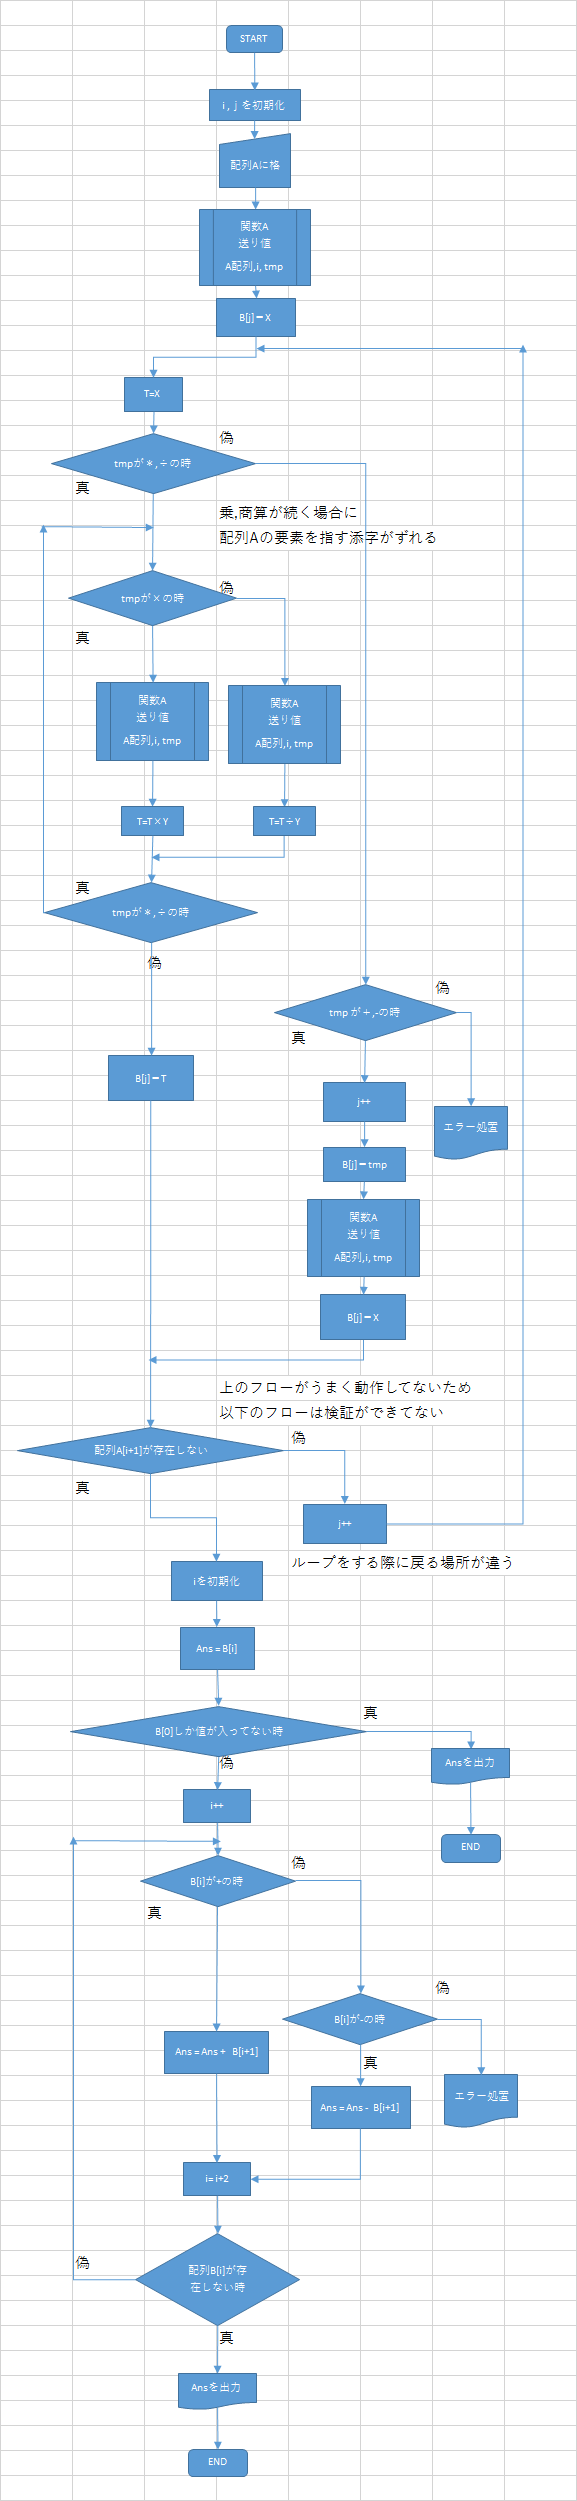 START
i , j を初期化
配列Aに格
関数A
送り値
A配列,i, tmp
B[j]＝X
T=X
偽
tmpが＊,÷の時
真
乗,商算が続く場合に
配列Aの要素を指す添字がずれる
偽
tmpが×の時
真
関数A
送り値
A配列,i, tmp
関数A
送り値
A配列,i, tmp
T=T×Y
T=T÷Y
真
tmpが＊,÷の時
偽
偽
tmp が＋,-の時
真
B[j]＝T
j++
エラー処置
B[j]＝tmp
関数A
送り値
A配列,i, tmp
B[j]＝X
上のフローがうまく動作してないため
以下のフローは検証ができてない
偽
配列A[i+1]が存在しない
真
j++
ループをする際に戻る場所が違う
iを初期化
Ans＝B[i]
真
B[0]しか値が入ってない時
偽
Ansを出力
i++
END
偽
B[i]が+の時
真
偽
B[i]が-の時
真
Ans＝Ans + B[i+1]
エラー処置
Ans＝Ans - B[i+1]
i= i+2
偽
配列B[i]が存
在しない時
真
Ansを出力
END